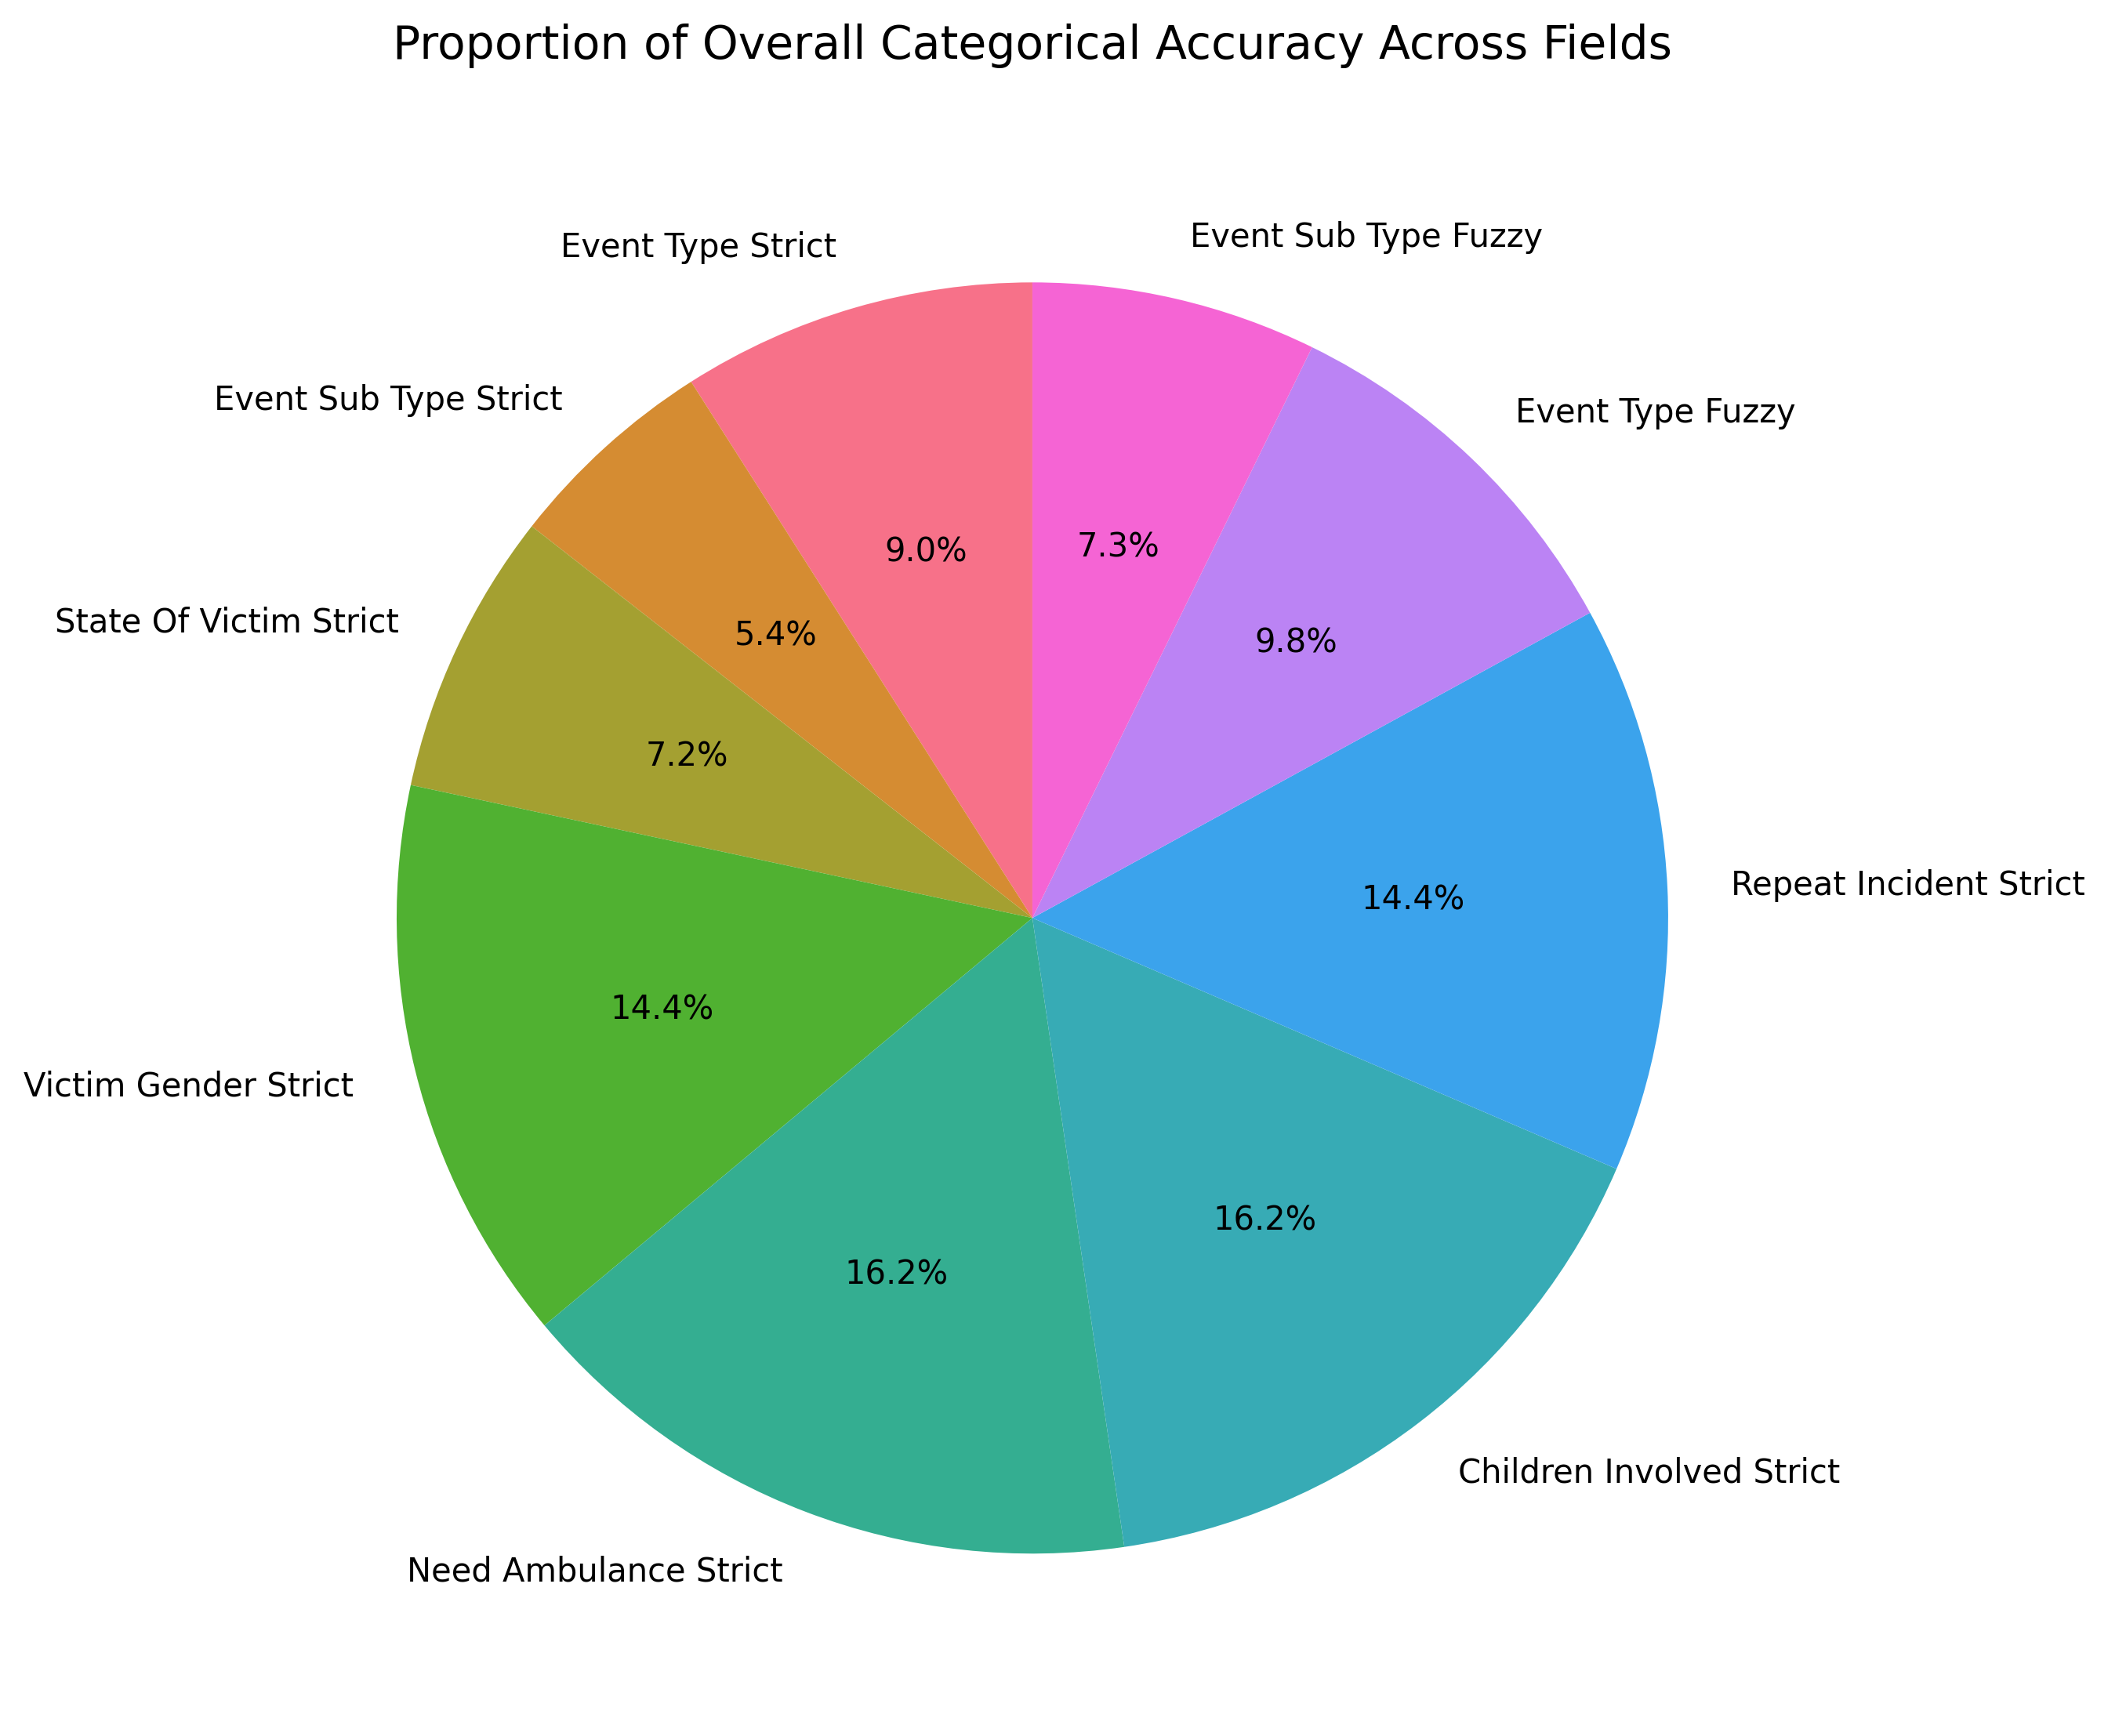 Proportion of Overall Categorical Accuracy Across Fields
Event Sub Type Fuzzy
Event Type Strict
Event Sub Type Strict
Event Type Fuzzy
9.0%
7.3%
State Of Victim Strict
5.4%
9.8%
7.2%
Repeat Incident Strict
14.4%
14.4%
Victim Gender Strict
16.2%
16.2%
Children Involved Strict
Need Ambulance Strict